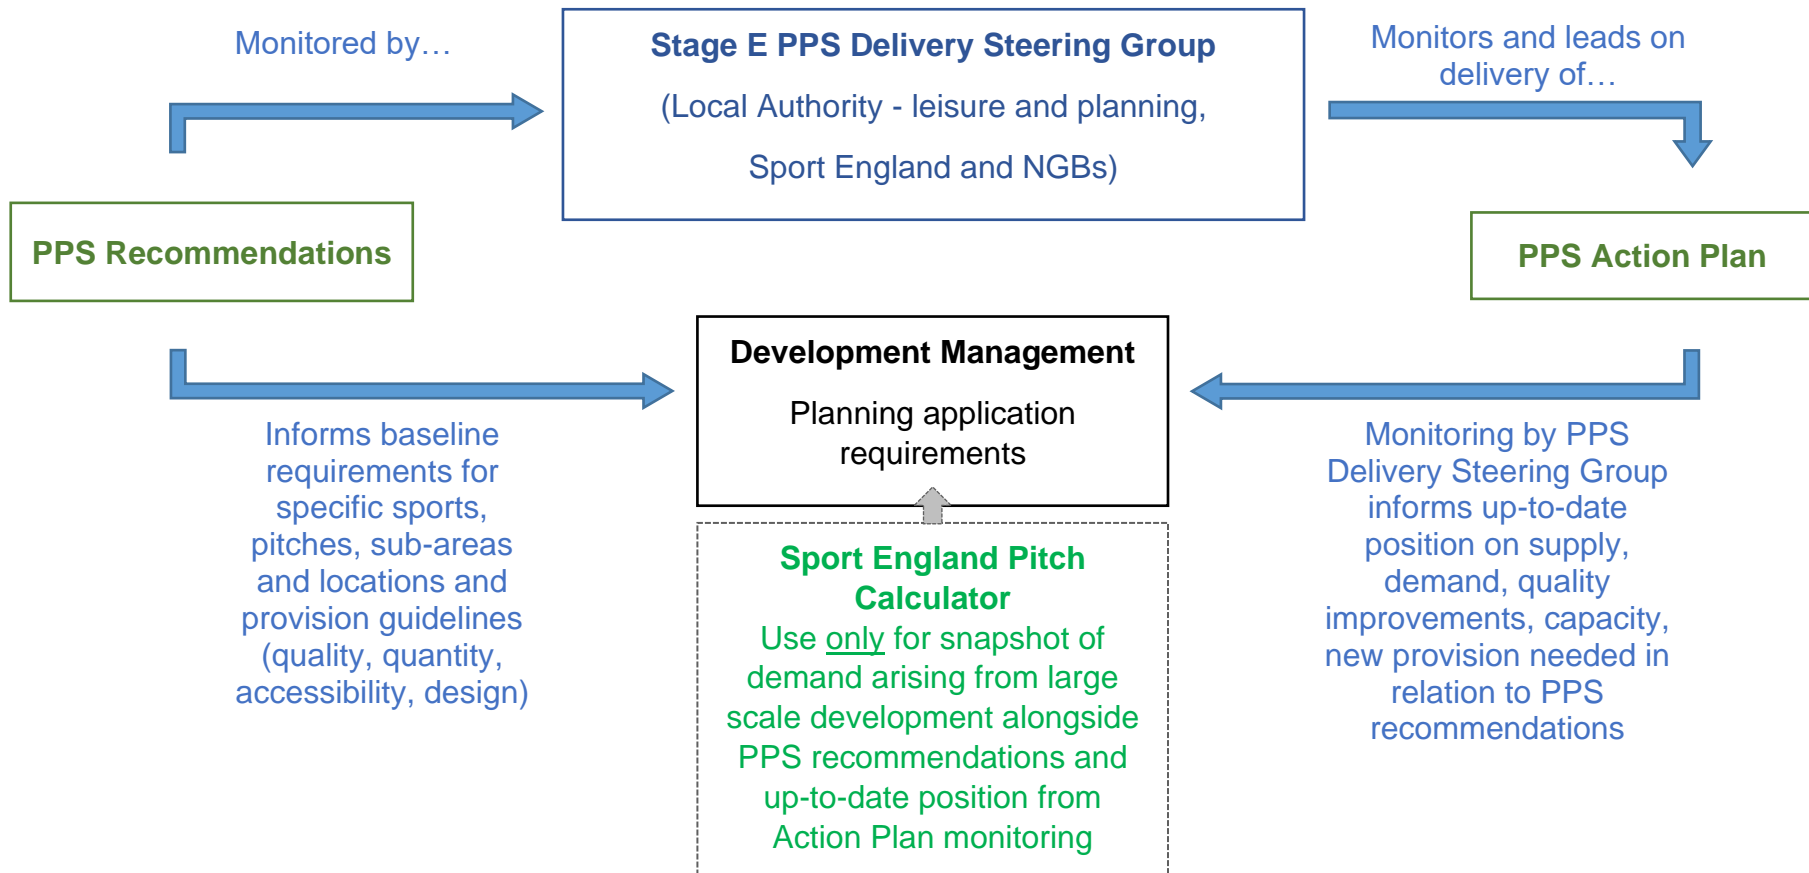 Monitored by…
Stage E PPS Delivery Steering Group
(Local Authority - leisure and planning,
Sport England and NGBs)
Monitors and leads on
delivery of…
PPS Recommendations
PPS Action Plan
Development Management
Planning application
requirements
Informs baseline
requirements for
specific sports,
pitches, sub-areas
and locations and
provision guidelines
(quality, quantity,
accessibility, design)
Sport England Pitch
Calculator
Use only for snapshot of
demand arising from large
scale development alongside
PPS recommendations and
up-to-date position from
Action Plan monitoring
Monitoring by PPS
Delivery Steering Group
informs up-to-date
position on supply,
demand, quality
improvements, capacity,
new provision needed in
relation to PPS
recommendations